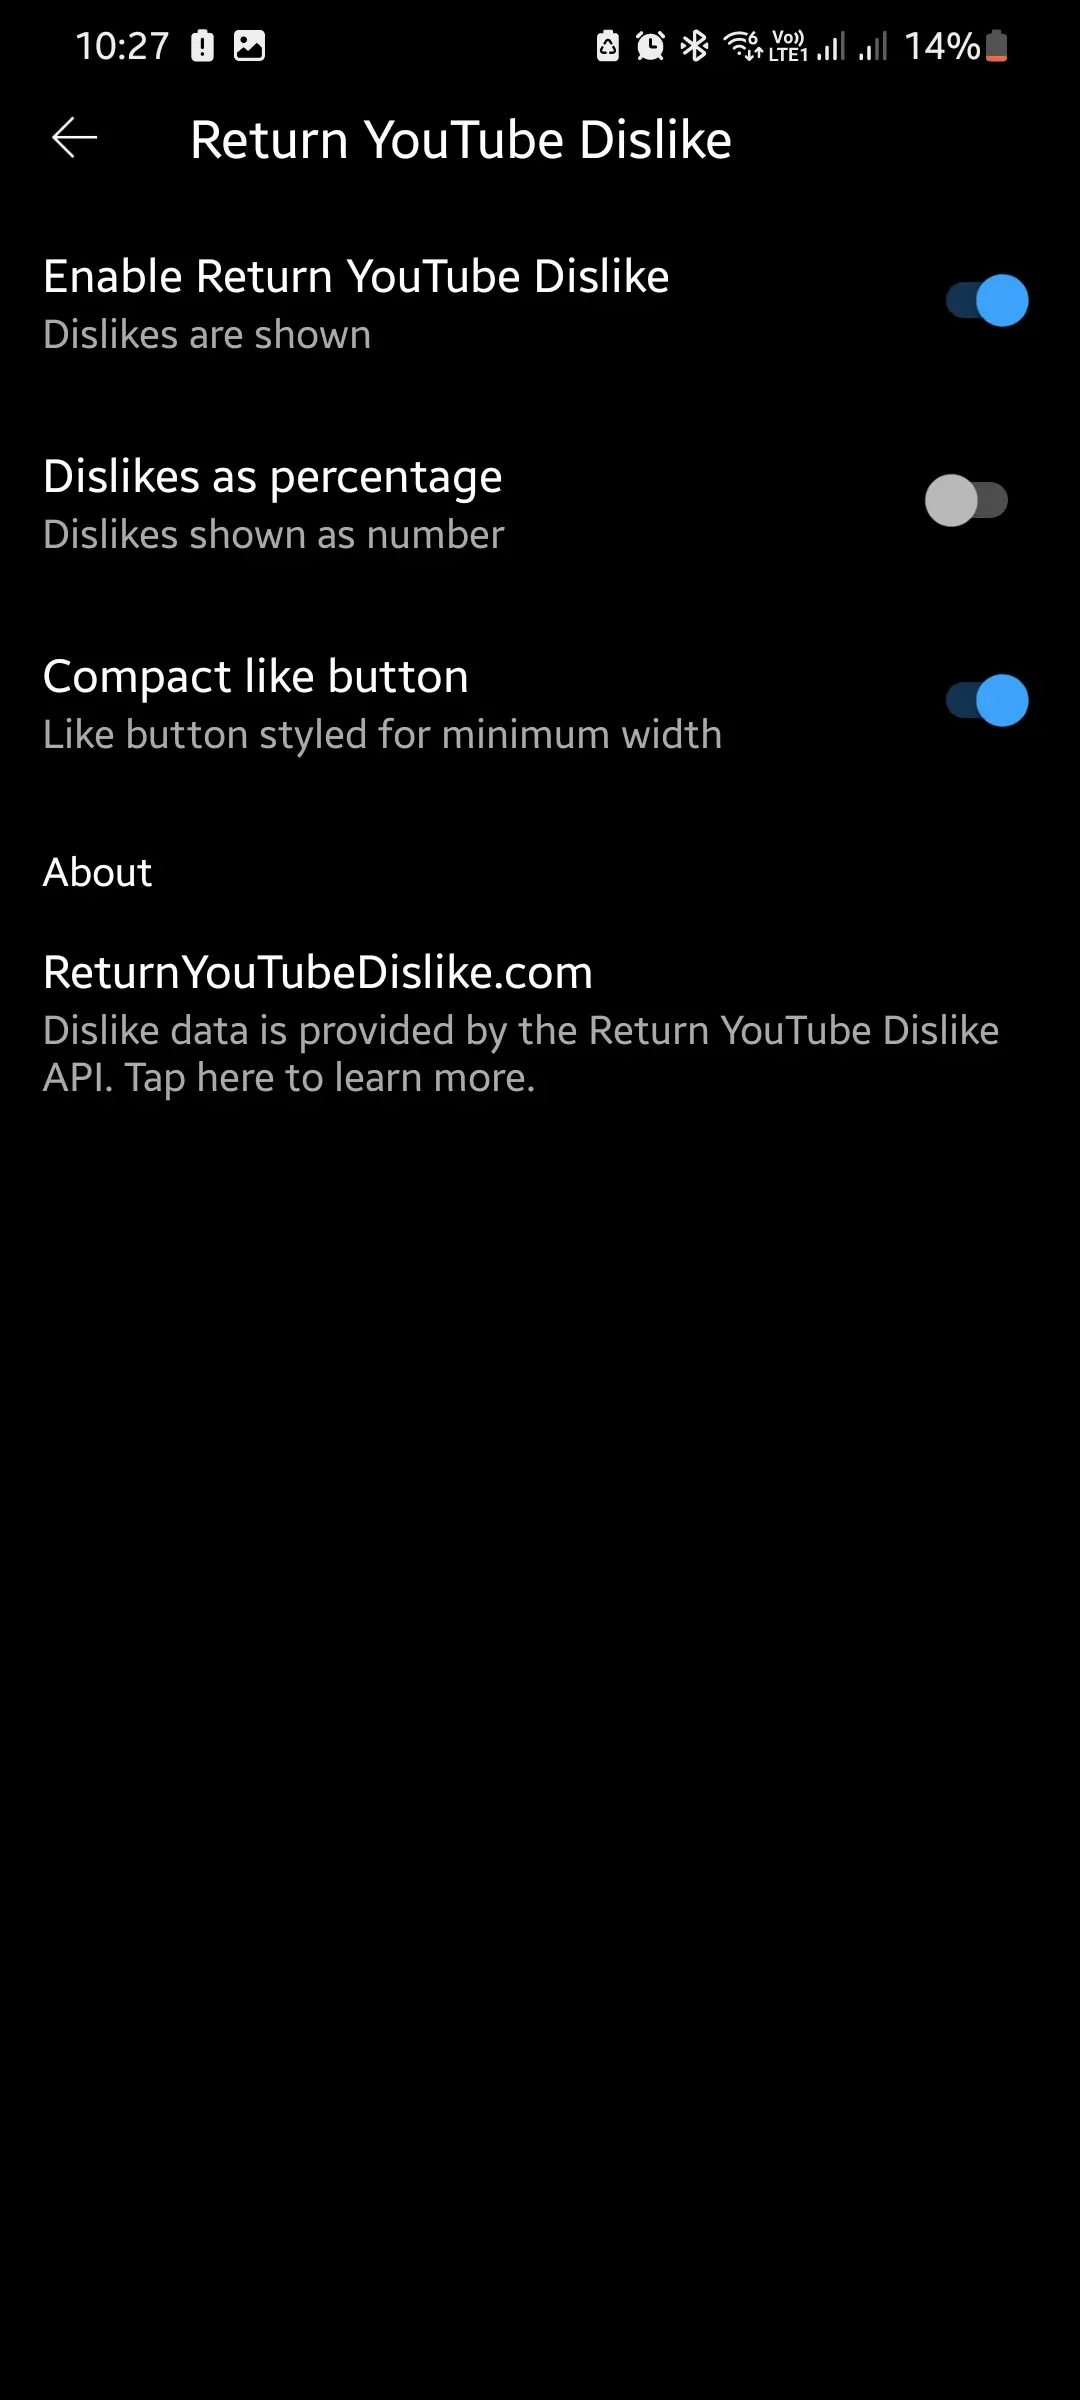 10:27 6 Vo)) LTE1 14%
Return YouTube Dislike
Enable Return YouTube Dislike
Dislikes are shown
Dislikes as percentage
Dislikes shown as number
Compact like button
Like button styled for minimum width
About
ReturnYouTubeDislike.com
Dislike data is provided by the Return YouTube Dislike
API. Tap here to learn more.